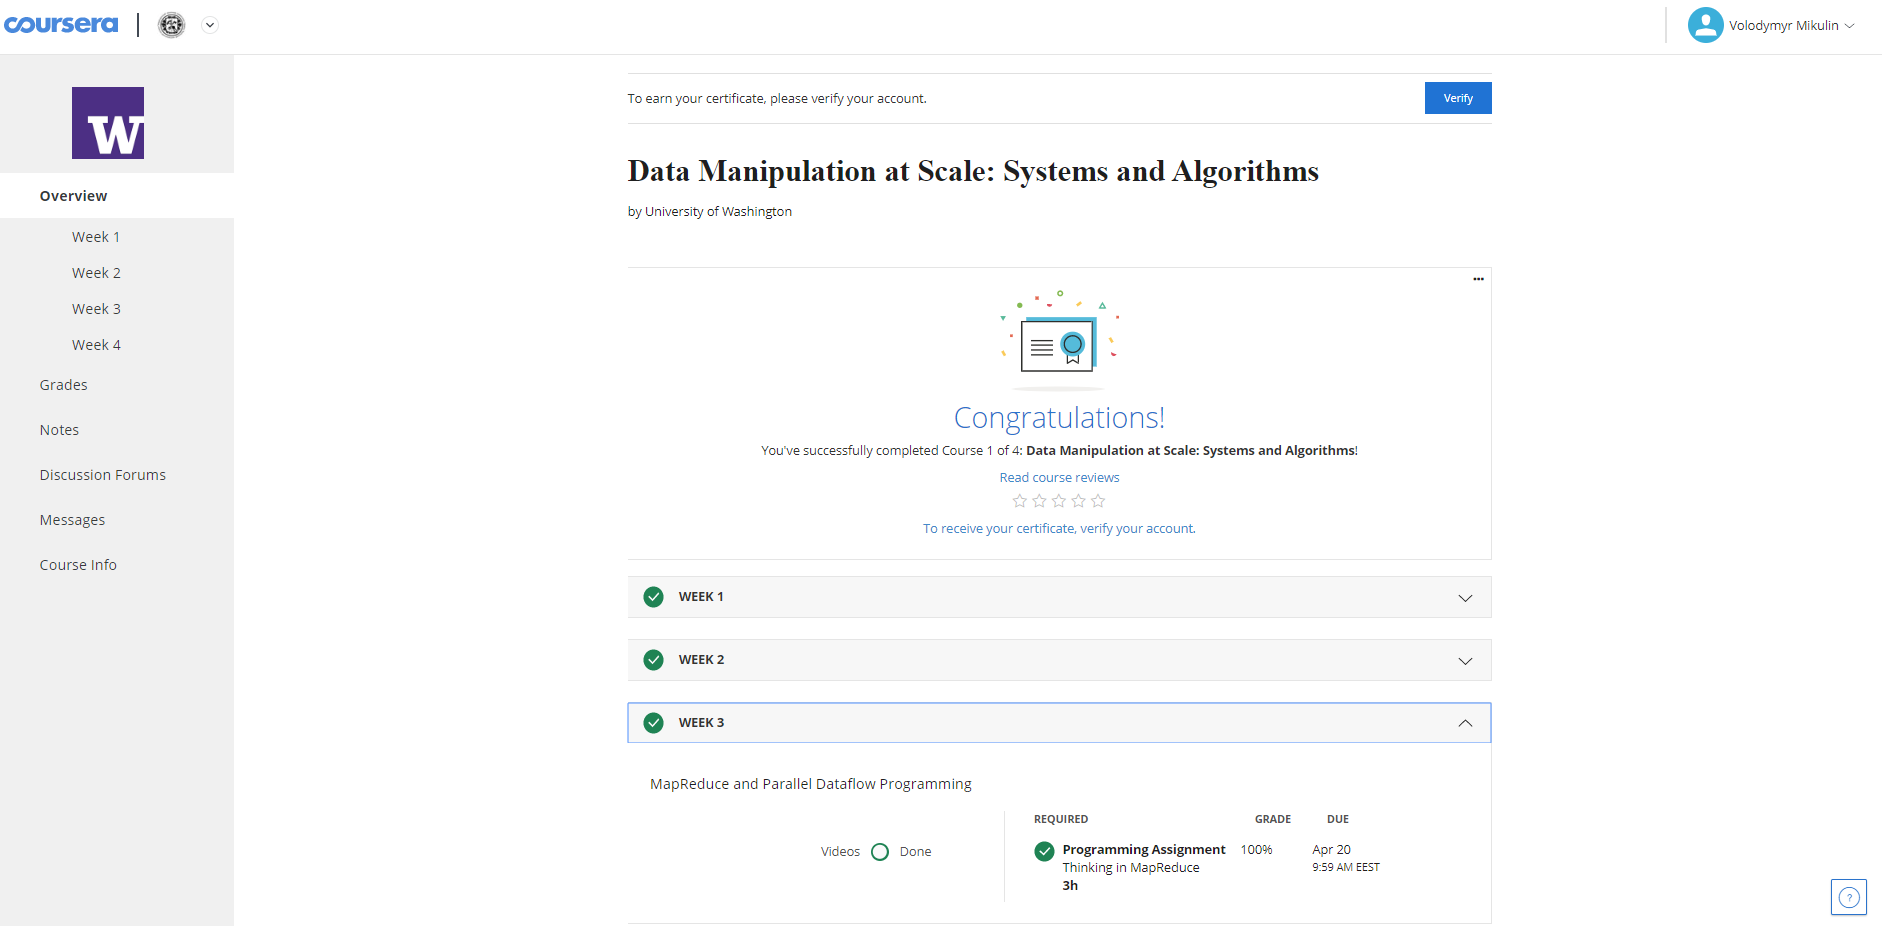 coursera
Volodymyr Mikulin
W
To earn your certificate, please verify your account.
Verify
Overview
Week 1
Week 2
Week 3
Week 4
Grades
Notes
Discussion Forums
Messages
Course Info
Data Manipulation at Scale: Systems and Algorithms
by University of Washington
Congratulations!
You've successfully completed Course 1 of 4: Data Manipulation at Scale: Systems and Algorithms!
Read course reviews
To receive your certificate, verify your account.
WEEK 1
WEEK 2
WEEK 3
MapReduce and Parallel Dataflow Programming
Videos Done
REQUIRED GRADE DUE
Programming Assignment 100% Apr 20
Thinking in MapReduce 9:59 AM EEST
3h
?